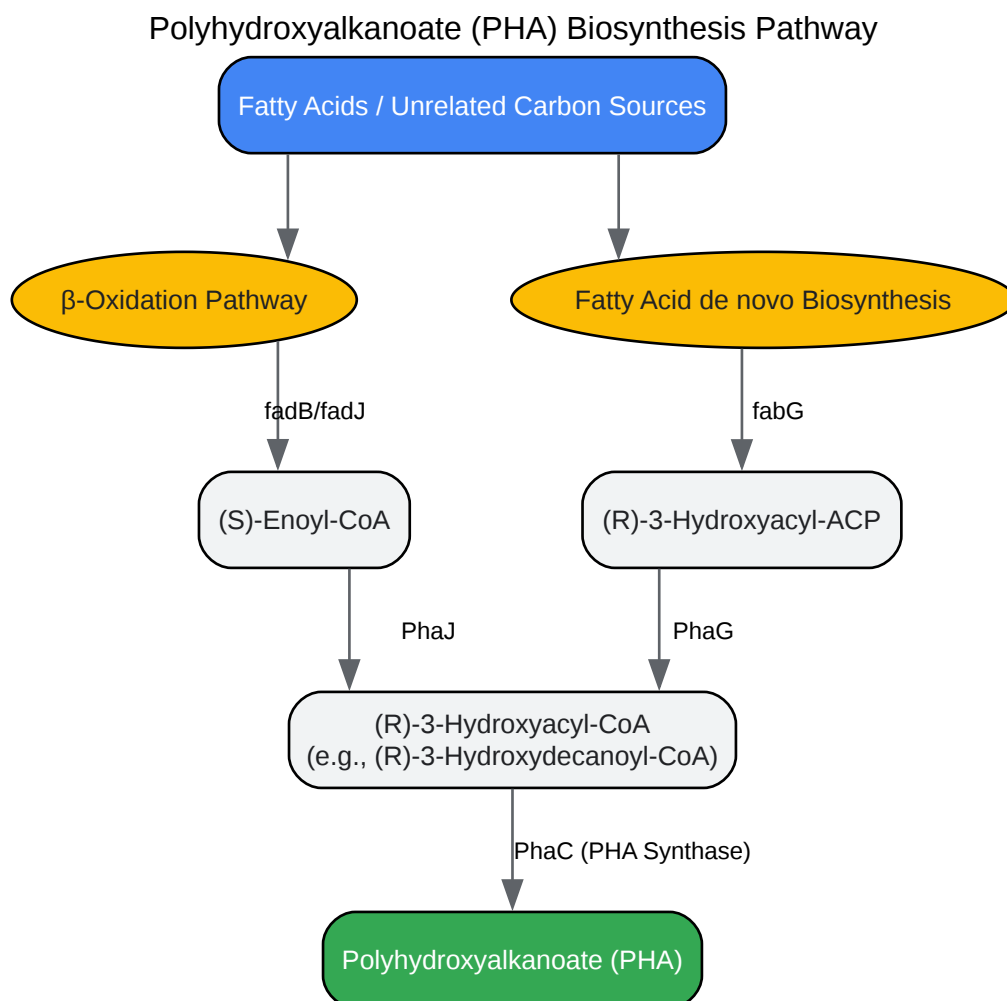 Polyhydroxyalkanoate (PHA) Biosynthesis Pathway
Fatty Acids / Unrelated Carbon Sources
β-Oxidation Pathway
Fatty Acid de novo Biosynthesis
fadB/fadJ
fabG
(S)-Enoyl-CoA
(R)-3-Hydroxyacyl-ACP
PhaJ
PhaG
(R)-3-Hydroxyacyl-CoA
(e.g., (R)-3-Hydroxydecanoyl-CoA)
PhaC (PHA Synthase)
Polyhydroxyalkanoate (PHA)